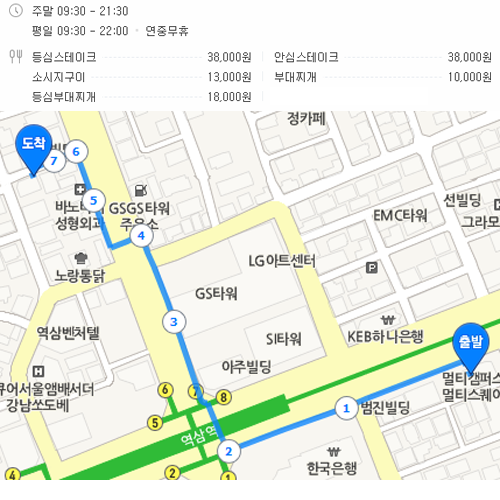 주말 09:30 - 21:30
평일 09:30 - 22:00 · 연중무휴
등심스테이크 38,000원
안심스테이크 38,000원
소시지구이 13,000원
부대찌개 10,000원
등심부대찌개 18,000원
정카페
도착
7
6
5
바노
성형외과
GSGS타워
주유소
4
EMC타워
선빌딩
그라모
LG아트센터
노랑통닭
P
GS타워
3
역삼벤처텔
SI타워
KEB하나은행
출발
아주빌딩
H
큐어서울앰배서더
강남쏘도베
6
7
8
5
멀티캠퍼스
멀티스퀘어
1
범진빌딩
역삼역
2
한국은행
4
2
1